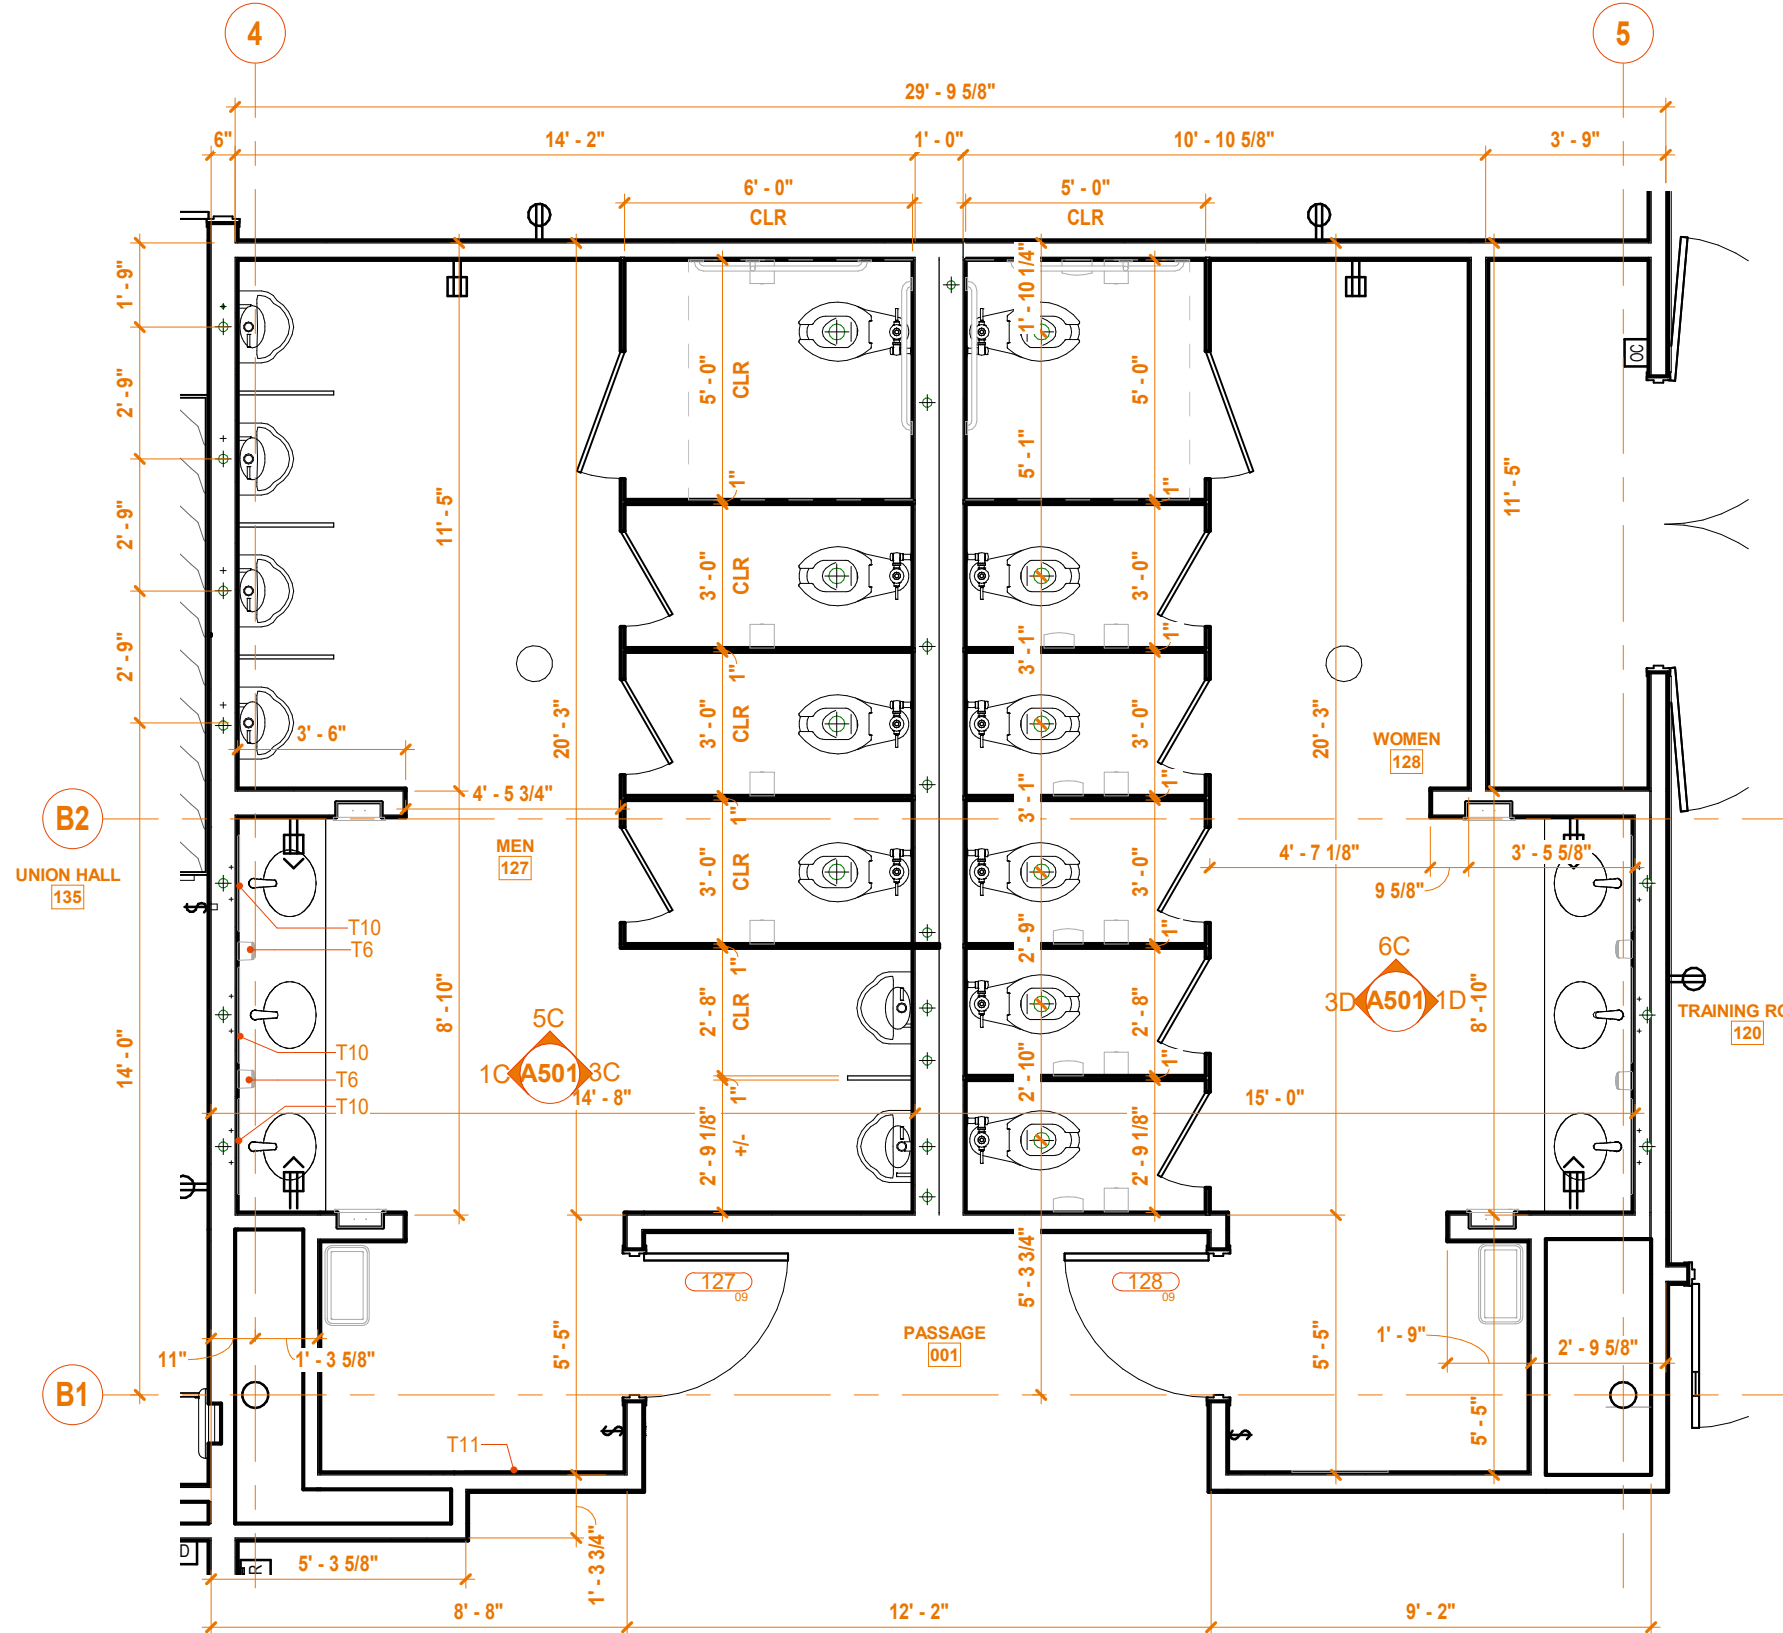 4
5
29' - 9 5/8"
6"
14' - 2"
1' - 0"
10' - 10 5/8"
3' - 9"
6' - 0"
CLR
5' - 0"
CLR
1' - 9"
2' - 9"
2' - 9"
2' - 9"
14' - 0"
11' - 5"
20' - 3"
5' - 0"
CLR
1"
3' - 0"
CLR
1"
3' - 0"
CLR
1"
3' - 0"
CLR
1"
2' - 8"
CLR
1"
2' - 9 1/8"
+/-
1' - 10 1/4"
5' - 1"
3' - 1"
3' - 1"
2' - 9"
2' - 10"
5' - 3 3/4"
5' - 0"
1"
3' - 0"
1"
3' - 0"
1"
3' - 0"
1"
2' - 8"
1"
2' - 9 1/8"
20' - 3"
11' - 5"
OC
3' - 6"
4' - 5 3/4"
B2
UNION HALL
135
MEN
127
WOMEN
128
4' - 7 1/8"
3' - 5 5/8"
9 5/8"
T10
T6
T10
T6
T10
8' - 10"
5C
1C
A501
3C
14' - 8"
6C
3D
A501
1D
8' - 10"
15' - 0"
TRAINING RO
120
127
09
128
09
PASSAGE
001
11"
1' - 3 5/8"
5' - 5"
5' - 5"
1' - 9"
2' - 9 5/8"
5' - 5"
B1
T11
$
$
$
D
R
5' - 3 5/8"
1' - 3 3/4"
8' - 8"
12' - 2"
9' - 2"